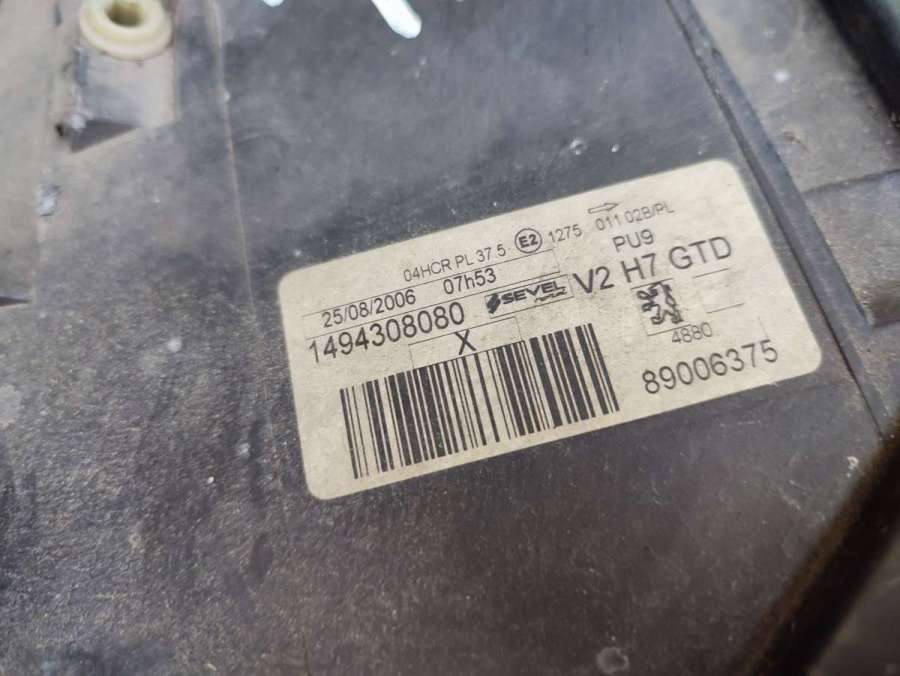 04HCR PL 37.5 E2 1275 → 011 02B/PL
25/08/2006 07h53
PU9
1494308080 SEVEL V2 H7 GTD
X
4880
89006375